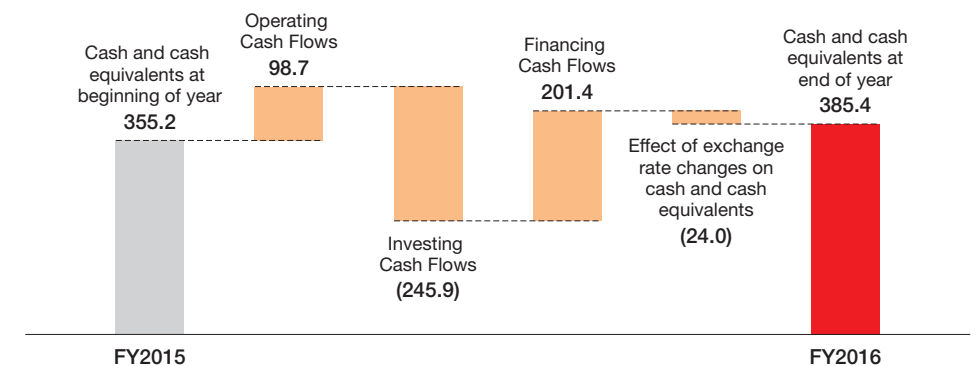 Cash and cash
equivalents at
beginning of year
355.2
Operating
Cash Flows
98.7
Investing
Cash Flows
(245.9)
Financing
Cash Flows
201.4
Effect of exchange
rate changes on
cash and cash
equivalents
(24.0)
Cash and cash
equivalents at
end of year
385.4
FY2015
FY2016